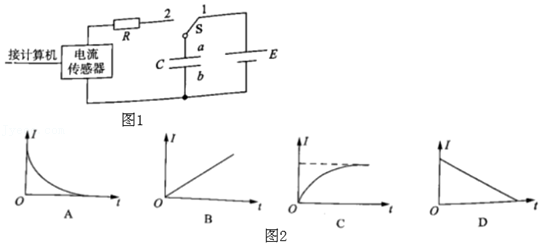 2 1
R S
接计算机 电流传感器
C a b E
图1
I I I I
O t O t O t O t
A B C D
图2